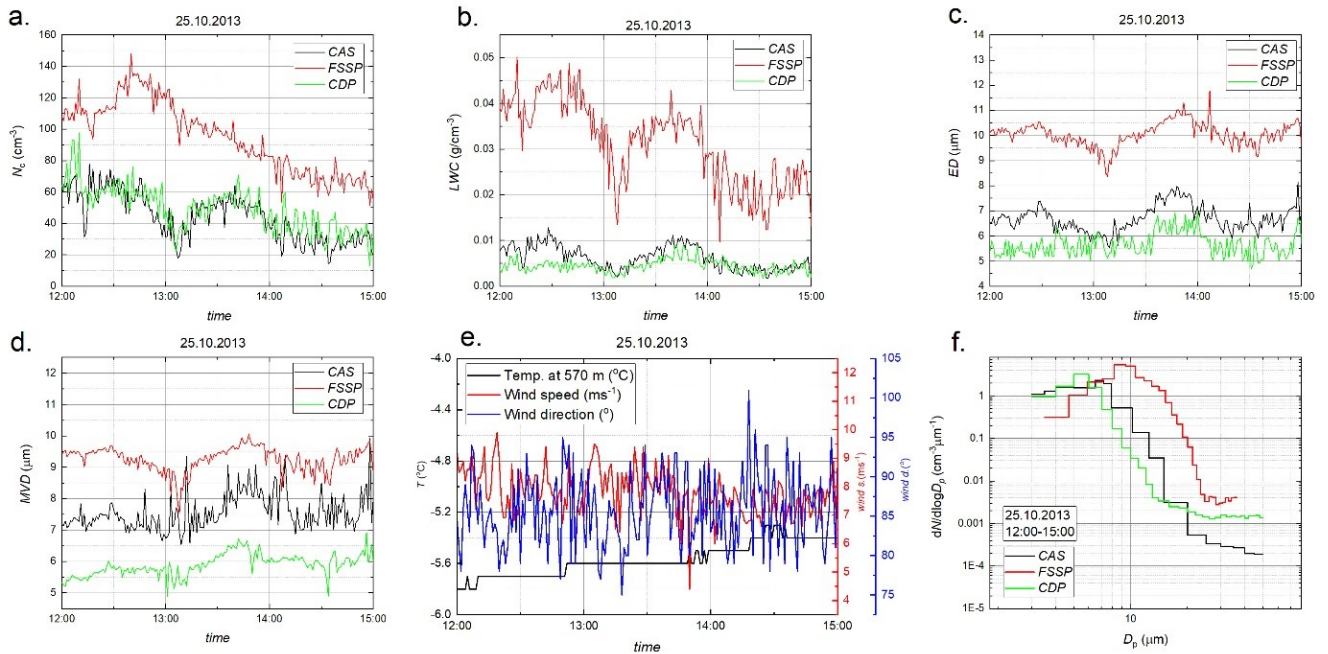 a.
25.10.2013
160
140
120
100
80
60
40
20
0
N_c (cm⁻³)
CAS
FSSP
CDP
12:00 13:00 14:00 15:00
time
b.
25.10.2013
0.05
0.04
0.03
0.02
0.01
0.00
LWC (g/cm⁻³)
CAS
FSSP
CDP
12:00 13:00 14:00 15:00
time
c.
25.10.2013
14
13
12
11
10
9
8
7
6
5
4
ED (μm)
CAS
FSSP
CDP
12:00 13:00 14:00 15:00
time
d.
25.10.2013
12
11
10
9
8
7
6
5
MVD (μm)
CAS
FSSP
CDP
12:00 13:00 14:00 15:00
time
e.
25.10.2013
-4.0
-4.4
-4.8
-5.2
-5.6
-6.0
T (°C)
Temp. at 570 m (°C)
Wind speed (ms⁻¹)
Wind direction (°)
12
11
10
9
8
7
6
5
4
wind s.(ms⁻¹)
105
100
95
90
85
80
75
wind d.(°)
12:00 13:00 14:00 15:00
time
f.
1
0.1
0.01
0.001
1E-4
1E-5
dN/dlogD_p (cm⁻³μm⁻¹)
25.10.2013
12:00-15:00
CAS
FSSP
CDP
10
D_p (μm)